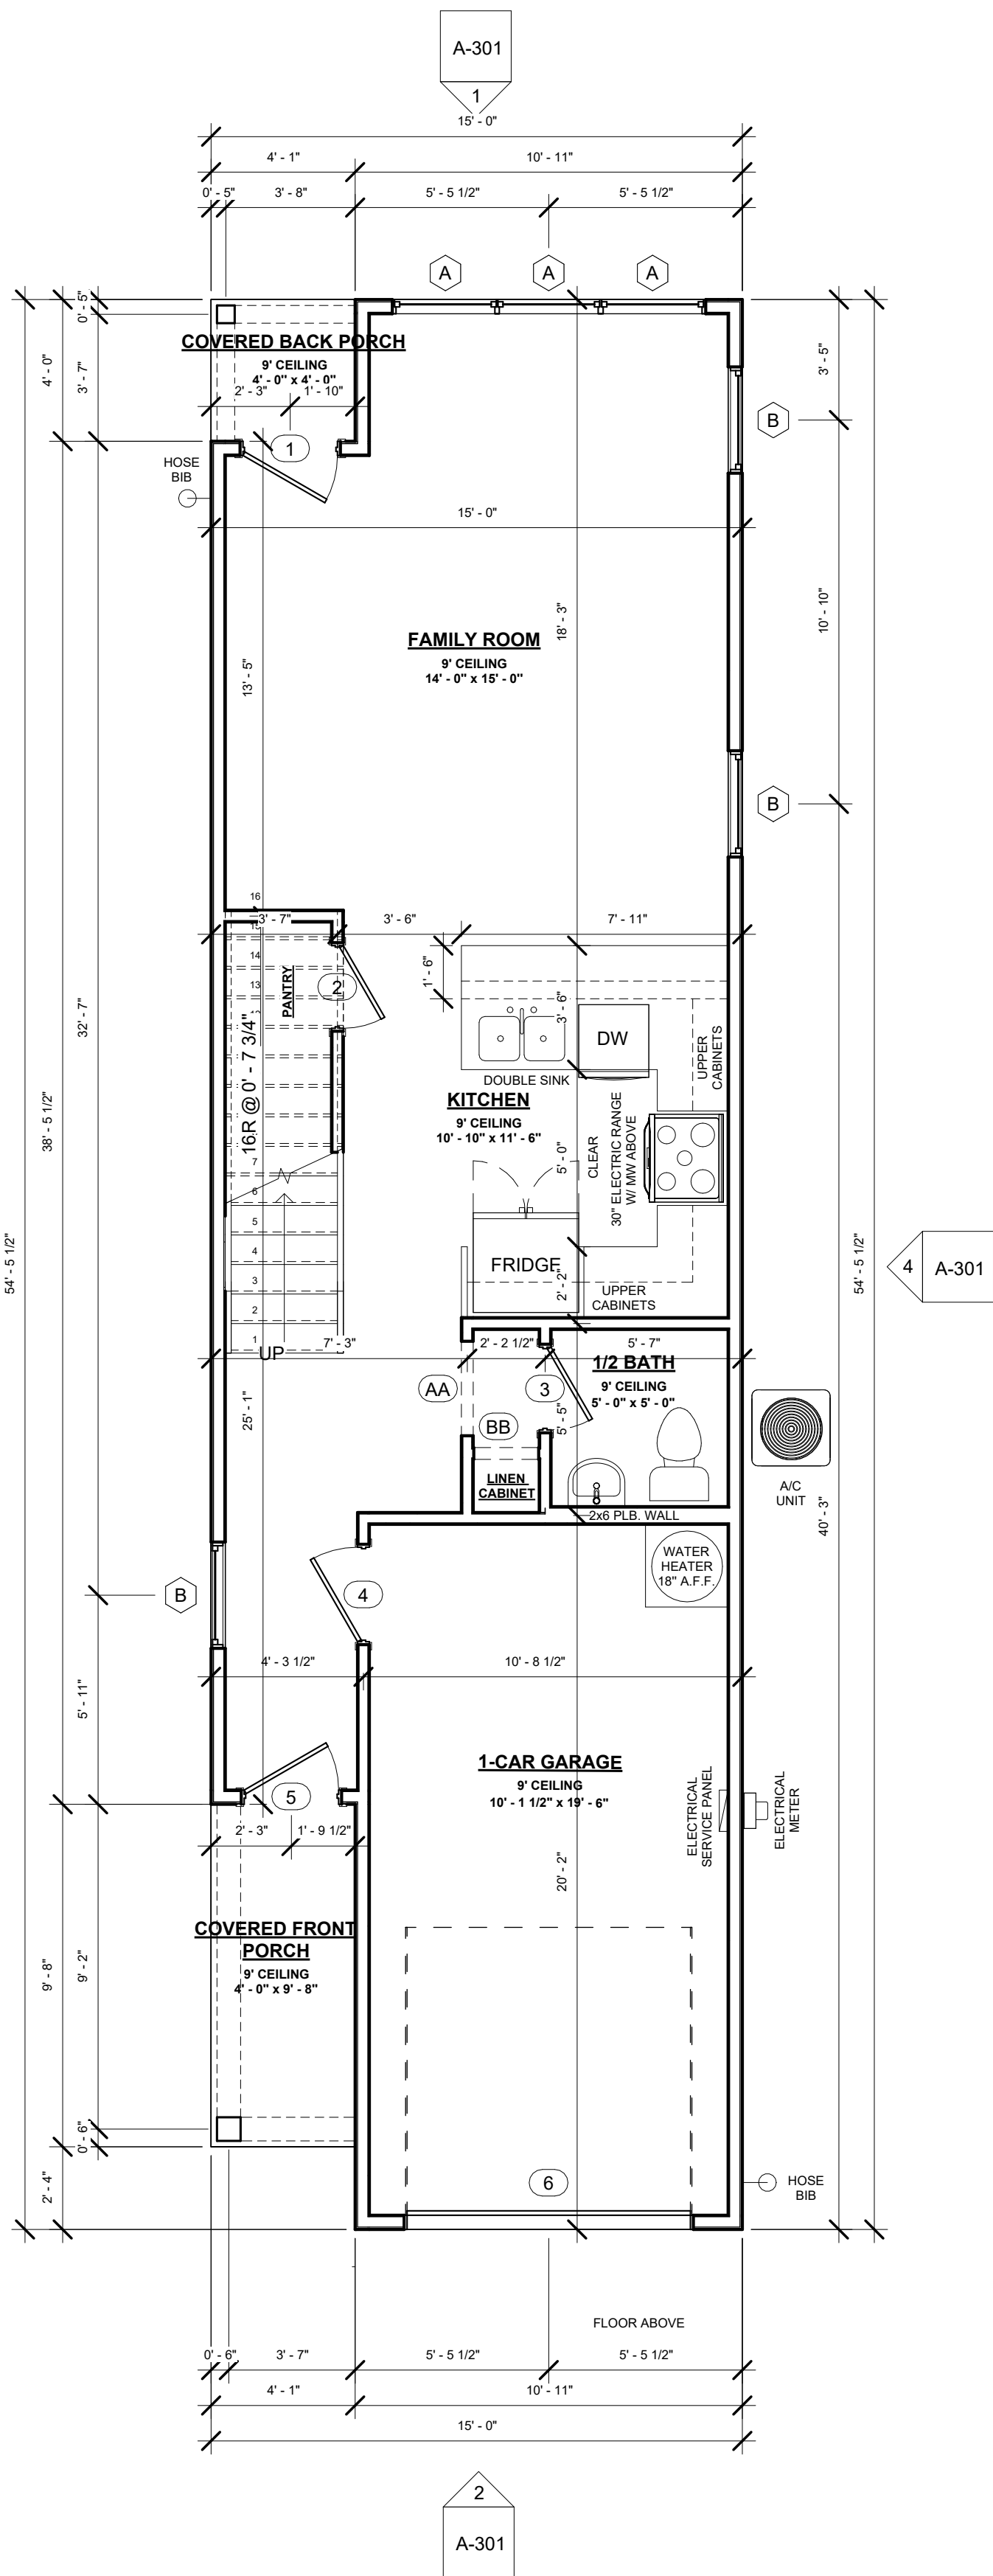 A-301
1
15' - 0"
4' - 1"
10' - 11"
0' - 5"
3' - 8"
5' - 5 1/2"
5' - 5 1/2"
A
A
A
0' - 5"
4' - 0"
3' - 7"
COVERED BACK PORCH
9' CEILING
4' - 0" x 4' - 0"
2' - 3"
1' - 10"
1
HOSE
BIB
3' - 5"
B
15' - 0"
FAMILY ROOM
9' CEILING
14' - 0" x 15' - 0"
18' - 3"
13' - 5"
10' - 10"
B
16
15
3' - 7"
3' - 6"
7' - 11"
14
13
PANTRY
2
1' - 6"
3' - 6"
16 R @ 0' - 7 3/4"
DW
DOUBLE SINK
UPPER
CABINETS
KITCHEN
9' CEILING
10' - 10" x 11' - 6"
5' - 0"
CLEAR
30" ELECTRIC RANGE
W/ MW ABOVE
32' - 7"
38' - 5 1/2"
54' - 5 1/2"
7
6
5
4
3
2
1
UP
FRIDGE
2' - 2"
UPPER
CABINETS
54' - 5 1/2"
4
A-301
7' - 3"
2' - 2 1/2"
5' - 7"
1/2 BATH
9' CEILING
5' - 0" x 5' - 0"
AA
3
BB
5' - 5"
25' - 1"
LINEN
CABINET
2x6 PLB. WALL
A/C
UNIT
40' - 3"
WATER
HEATER
18" A.F.F.
B
4
4' - 3 1/2"
10' - 8 1/2"
5' - 11"
1-CAR GARAGE
9' CEILING
10' - 1 1/2" x 19' - 6"
ELECTRICAL
SERVICE PANEL
ELECTRICAL
METER
5
2' - 3"
1' - 9 1/2"
20' - 2"
COVERED FRONT
PORCH
9' CEILING
4' - 0" x 9' - 8"
9' - 8"
9' - 2"
0' - 6"
2' - 4"
6
HOSE
BIB
FLOOR ABOVE
0' - 6"
3' - 7"
5' - 5 1/2"
5' - 5 1/2"
4' - 1"
10' - 11"
15' - 0"
2
A-301